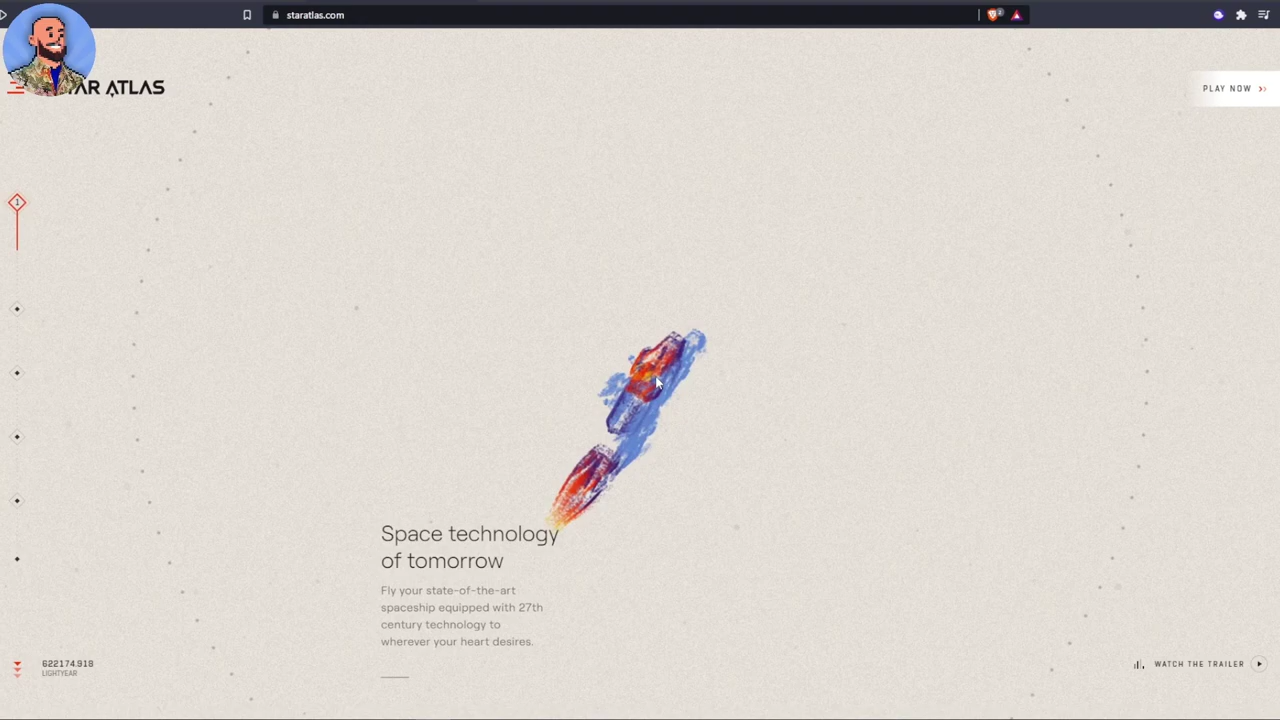 staratlas.com
AR ATLAS
PLAY NOW
1
Space technology
of tomorrow
Fly your state-of-the-art
spaceship equipped with 27th
century technology to
wherever your heart desires.
622174.918
LIGHTYEAR
WATCH THE TRAILER